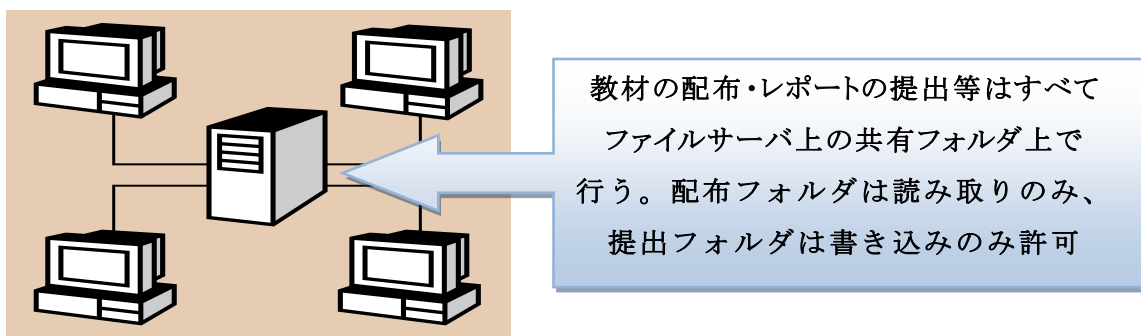 教材の配布・レポートの提出等はすべて
ファイルサーバ上の共有フォルダ上で
行う。配布フォルダは読み取りのみ、
提出フォルダは書き込みのみ許可